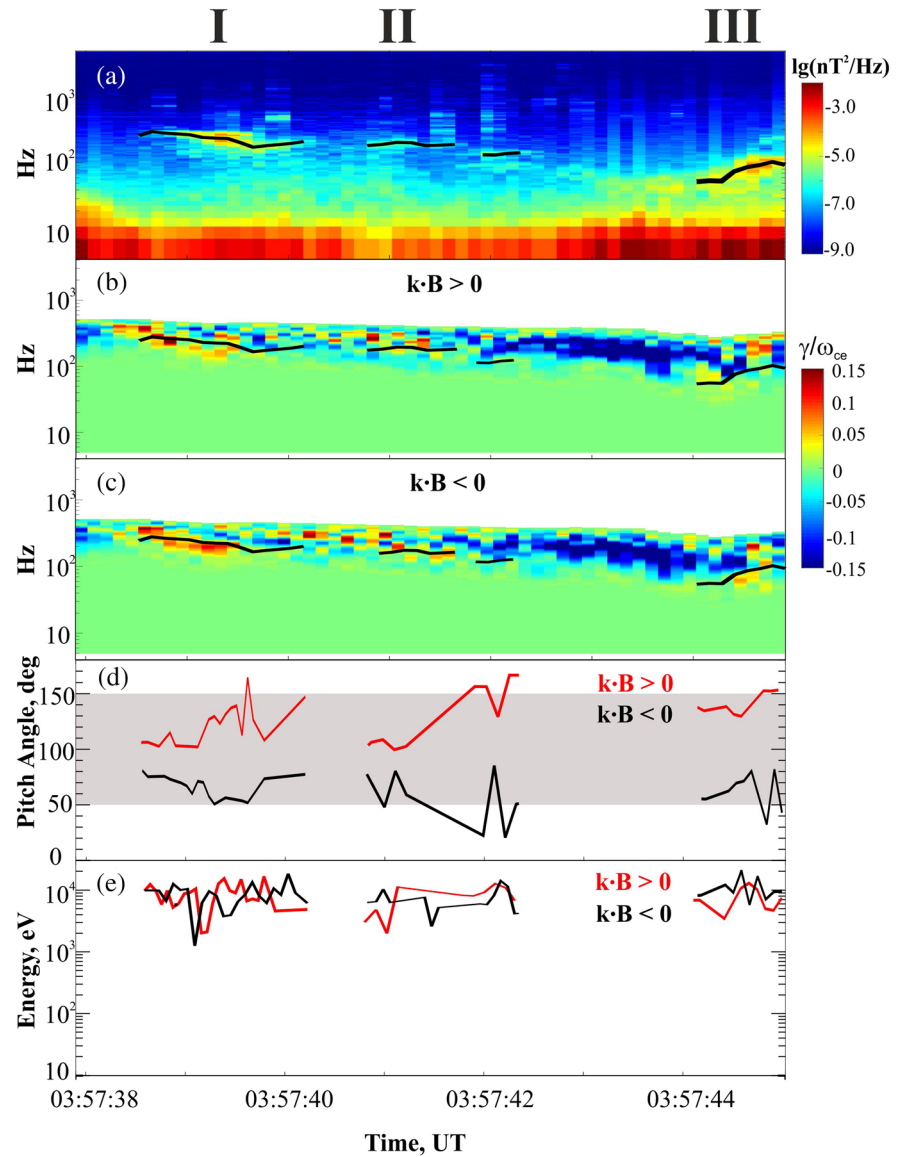 I II III
(a)
lg(nT²/Hz)
10³
10²
10
Hz
-3.0
-5.0
-7.0
-9.0
(b)
k·B > 0
10³
10²
10
Hz
γ/ω_ce
0.15
0.1
0.05
0
-0.05
-0.1
-0.15
(c)
k·B < 0
10³
10²
10
Hz
(d)
k·B > 0
k·B < 0
150
100
50
0
Pitch Angle, deg
(e)
k·B > 0
k·B < 0
10⁴
10³
10²
10
Energy, eV
03:57:38 03:57:40 03:57:42 03:57:44
Time, UT